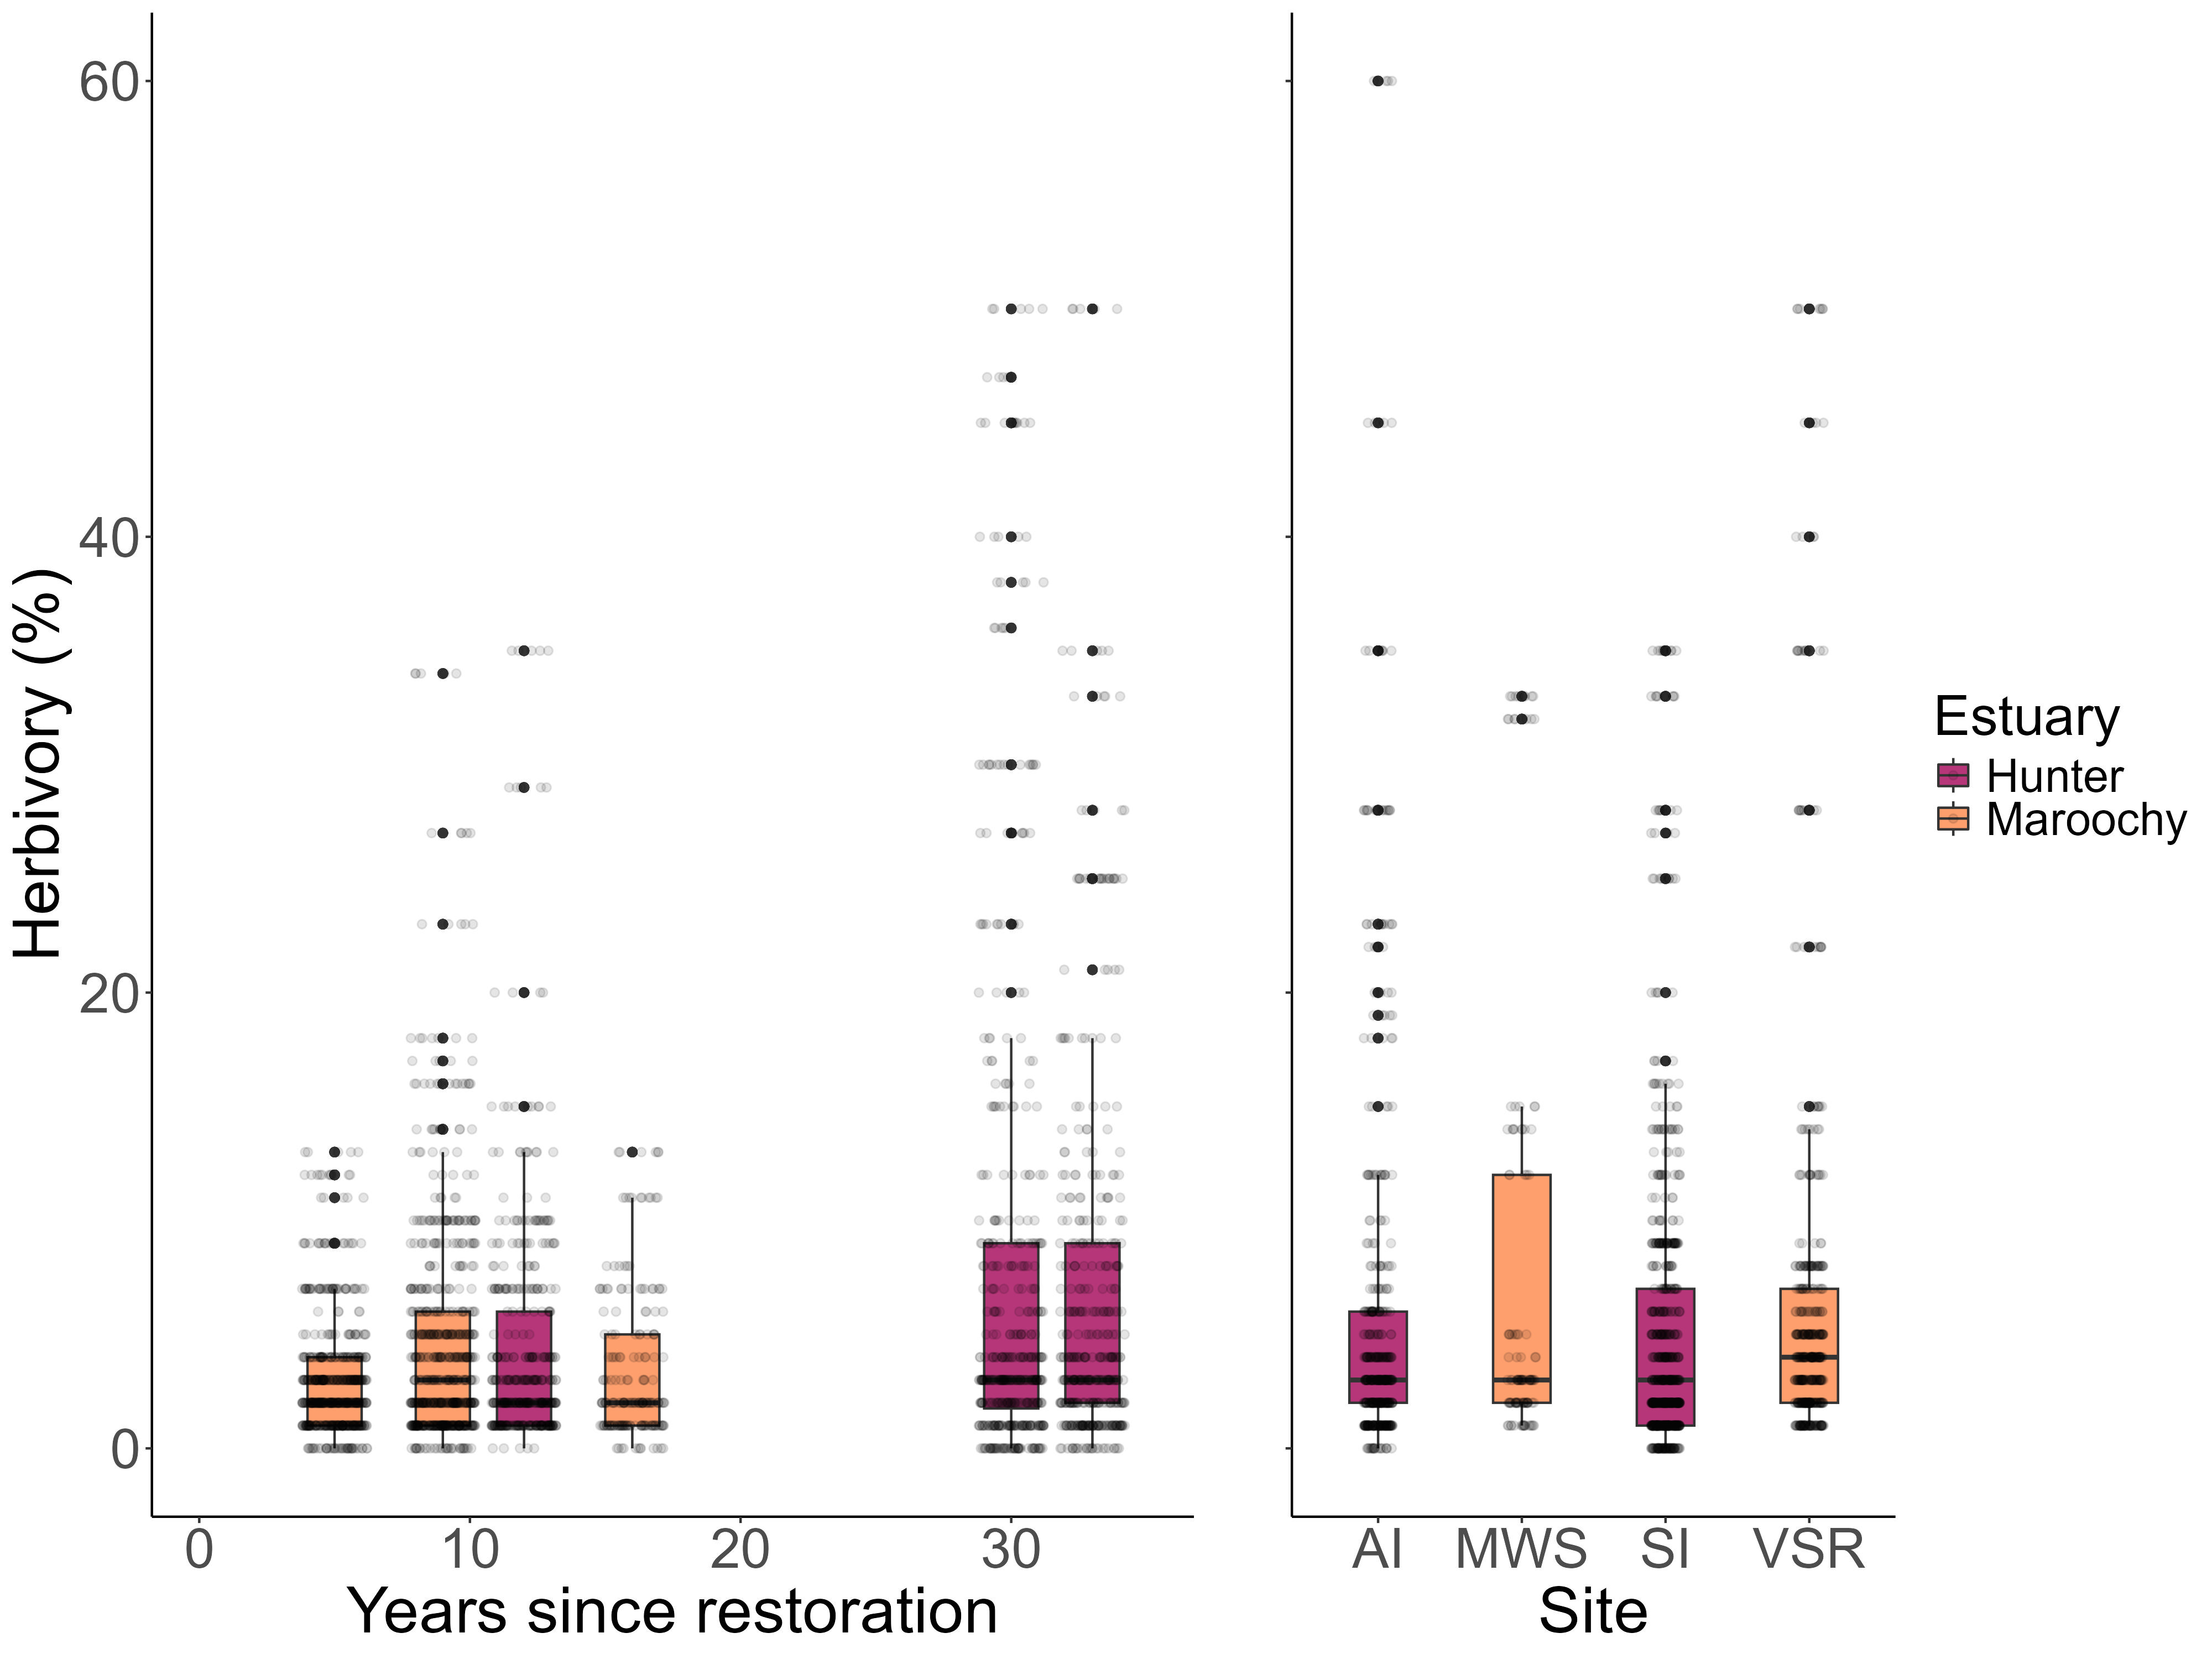 Herbivory (%)
60
40
20
0
0 10 20 30
Years since restoration
AI MWS SI VSR
Site
Estuary
Hunter
Maroochy